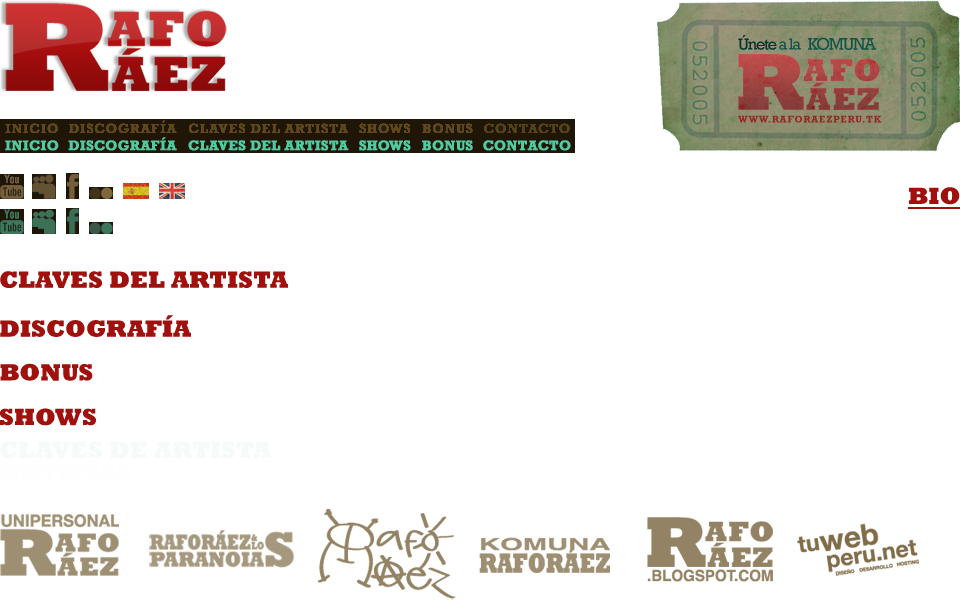 RAFO
RÁEZ
Únete a la KOMUNA
RAFO
RÁEZ
WWW.RAFORAEZPERU.TK
052005
052005
INICIO DISCOGRAFÍA CLAVES DEL ARTISTA SHOWS BONUS CONTACTO
INICIO DISCOGRAFÍA CLAVES DEL ARTISTA SHOWS BONUS CONTACTO
You Tube f
You Tube f
BIO
CLAVES DEL ARTISTA
DISCOGRAFÍA
BONUS
SHOWS
CLAVES DE ARTISTA
UNIPERSONAL
RAFO
RÁEZ
RAFORÁEZ & LOS
PARANOIAS
Rafo
Ráez
KOMUNA
RAFORÁEZ
RAFO
RÁEZ
.BLOGSPOT.COM
tuweb
peru.net
DISEÑO DESARROLLO HOSTING